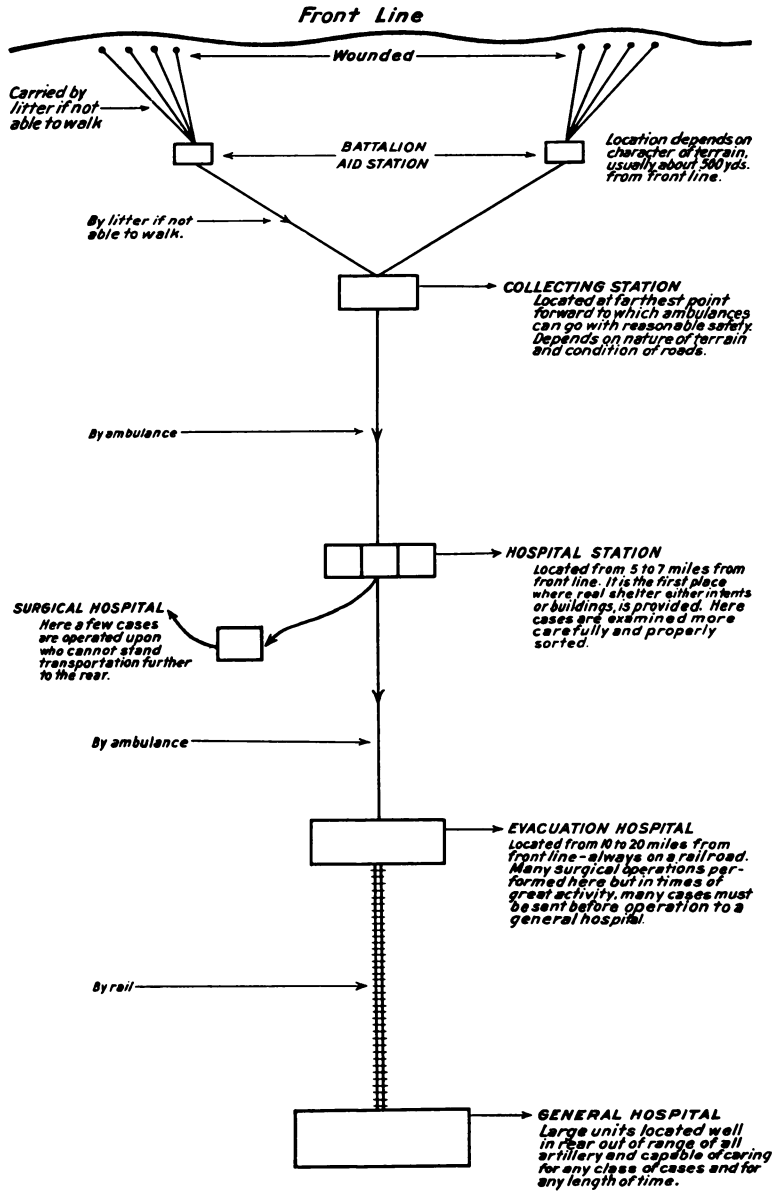 Front Line
Wounded
Carried by
litter if not
able to walk
BATTALION
AID STATION
Location depends on
character of terrain,
usually about 500 yds.
from front line.
By litter if not
able to walk.
COLLECTING STATION
Located at farthest point
forward to which ambulances
can go with reasonable safety.
Depends on nature of terrain
and condition of roads.
By ambulance
HOSPITAL STATION
Located from 5 to 7 miles from
front line. It is the first place
where real shelter either in tents
or buildings, is provided. Here
cases are examined more
carefully and properly
sorted.
SURGICAL HOSPITAL
Here a few cases
are operated upon
who cannot stand
transportation further
to the rear.
By ambulance
EVACUATION HOSPITAL
Located from 10 to 20 miles from
front line - always on a railroad.
Many surgical operations per-
formed here but in times of
great activity, many cases must
be sent before operation to a
general hospital.
By rail
GENERAL HOSPITAL
Large units located well
in rear out of range of all
artillery and capable of caring
for any class of cases and for
any length of time.